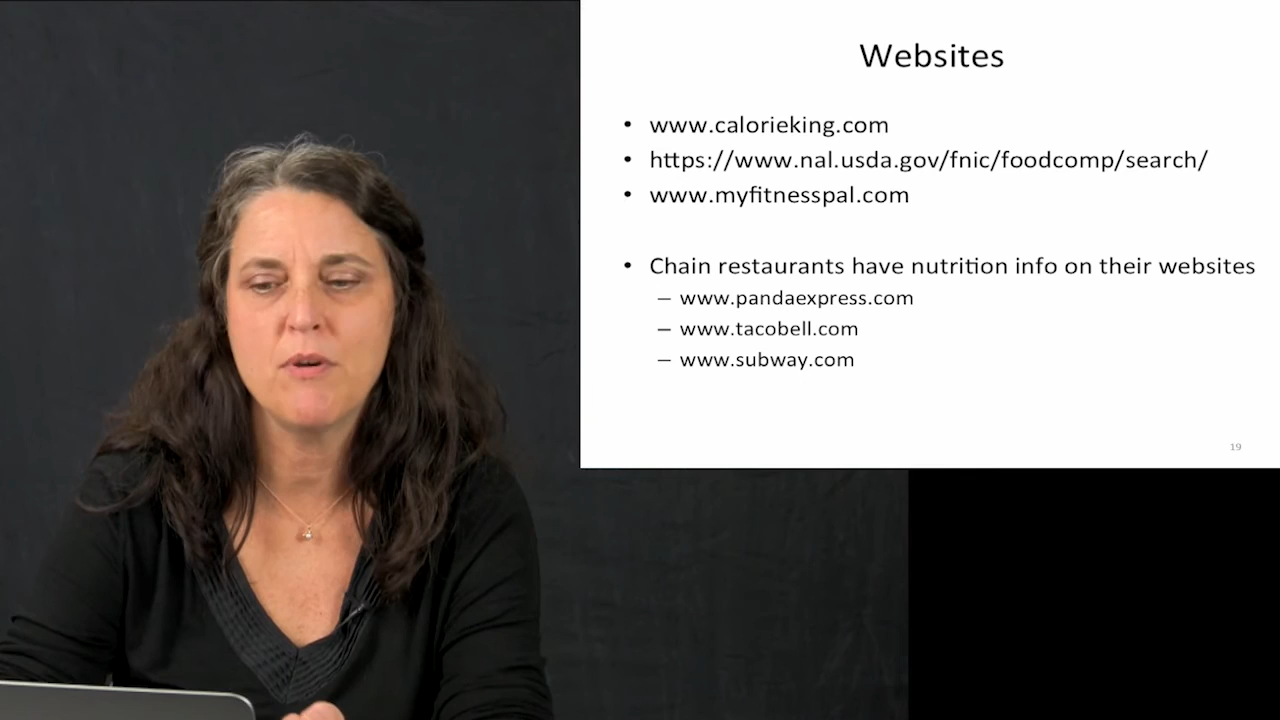 Websites
• www.calorieking.com
• https://www.nal.usda.gov/fnic/foodcomp/search/
• www.myfitnesspal.com
• Chain restaurants have nutrition info on their websites
– www.pandaexpress.com
– www.tacobell.com
– www.subway.com
19